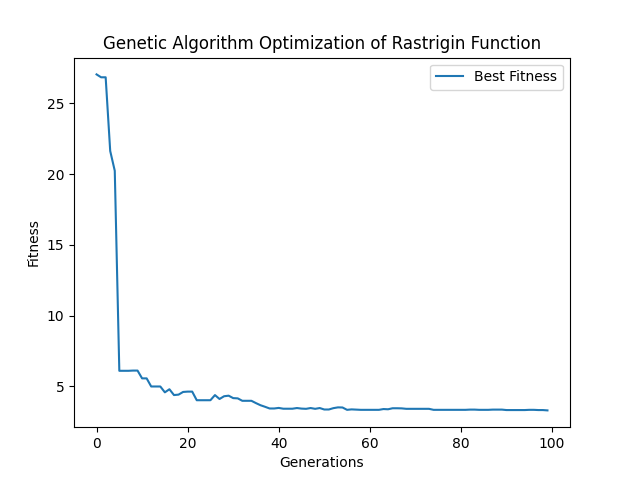 Genetic Algorithm Optimization of Rastrigin Function
Best Fitness
25
20
15
10
5
Fitness
0 20 40 60 80 100
Generations